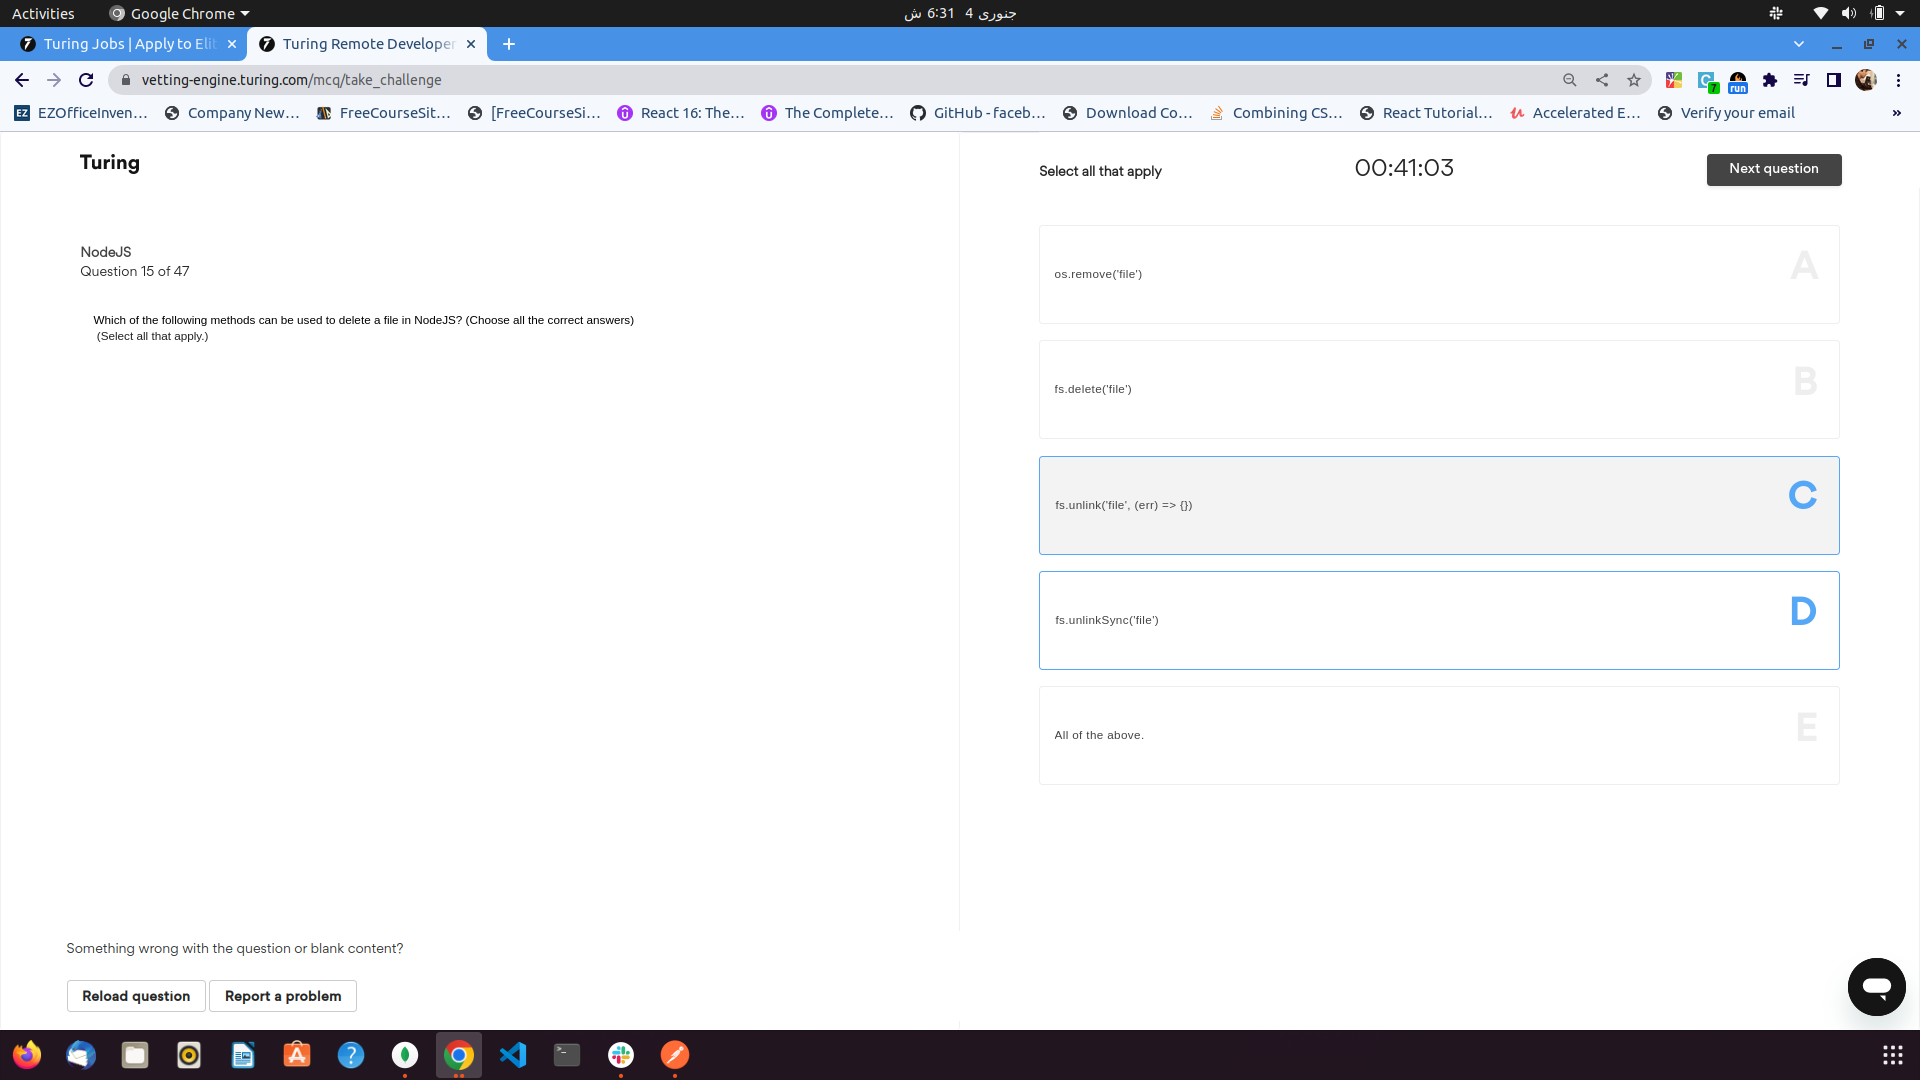 Activities
Google Chrome
جنوری 4 6:31 ش
Turing Jobs | Apply to Elit
Turing Remote Developer
vetting-engine.turing.com/mcq/take_challenge
7
run
EZ
EZOfficeInven...
Company New...
FreeCourseSit...
[FreeCourseSi...
React 16: The...
The Complete...
GitHub - faceb...
Download Co...
Combining CS...
React Tutorial...
Accelerated E...
Verify your email
»
Turing
NodeJS
Question 15 of 47
Which of the following methods can be used to delete a file in NodeJS? (Choose all the correct answers)
(Select all that apply.)
Something wrong with the question or blank content?
Reload question
Report a problem
Select all that apply
00:41:03
Next question
os.remove('file')
A
fs.delete('file')
B
fs.unlink('file', (err) => {})
C
fs.unlinkSync('file')
D
All of the above.
E